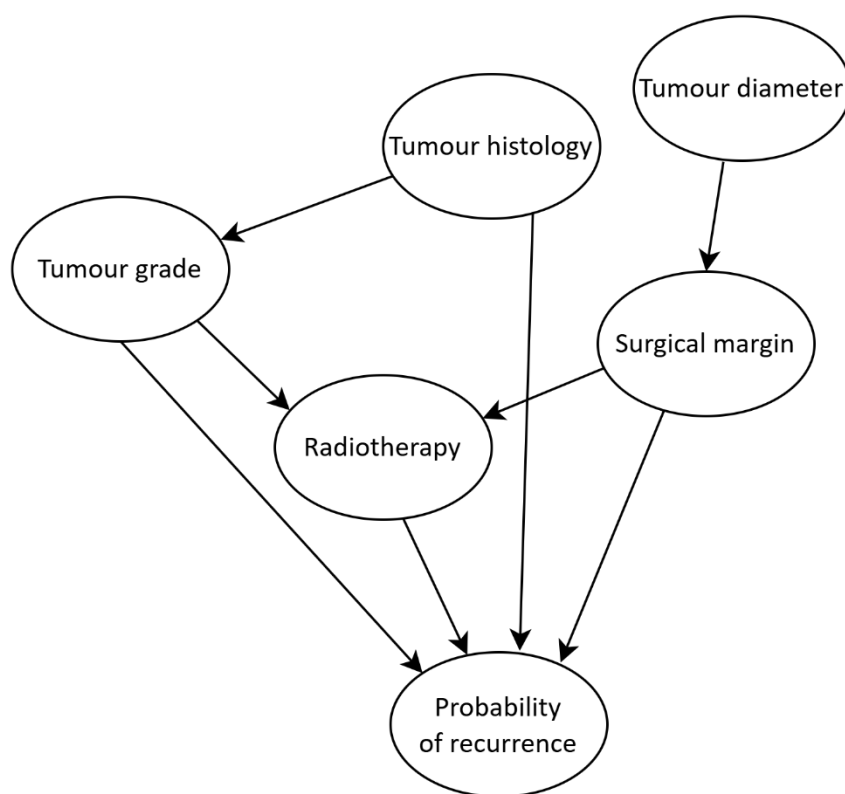 Tumour diameter
Tumour histology
Tumour grade
Surgical margin
Radiotherapy
Probability
of recurrence